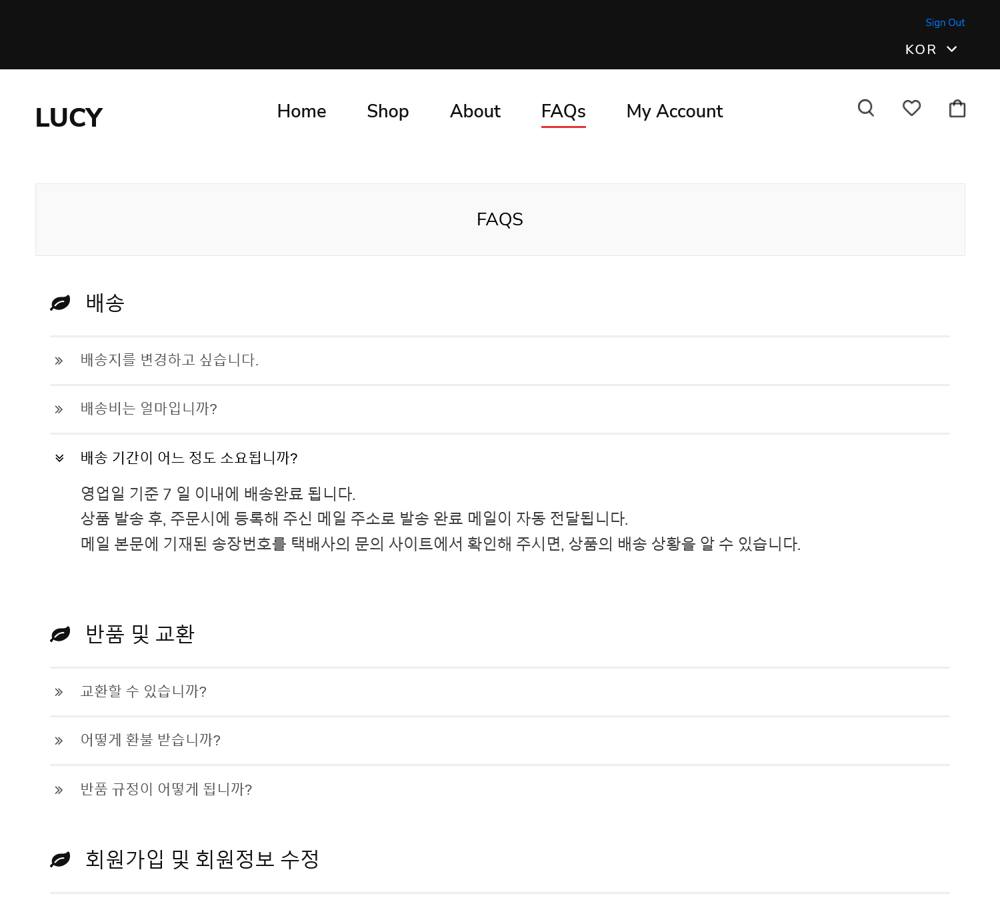 Sign Out
KOR
LUCY
Home
Shop
About
FAQs
My Account
FAQS
배송
배송지를 변경하고 싶습니다.
배송비는 얼마입니까?
배송 기간이 어느 정도 소요됩니까?
영업일 기준 7 일 이내에 배송완료 됩니다.
상품 발송 후, 주문시에 등록해 주신 메일 주소로 발송 완료 메일이 자동 전달됩니다.
메일 본문에 기재된 송장번호를 택배사의 문의 사이트에서 확인해 주시면, 상품의 배송 상황을 알 수 있습니다.
반품 및 교환
교환할 수 있습니까?
어떻게 환불 받습니까?
반품 규정이 어떻게 됩니까?
회원가입 및 회원정보 수정